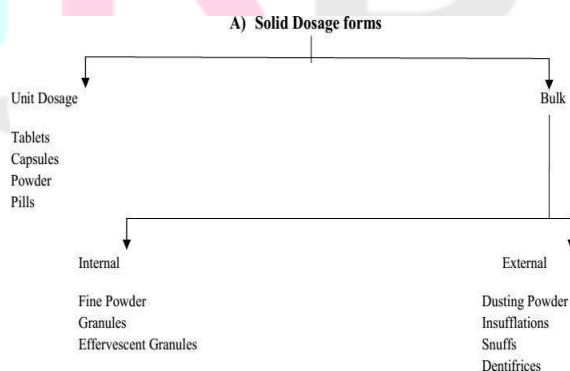 A) Solid Dosage forms
Unit Dosage
Bulk
Tablets
Capsules
Powder
Pills
Internal
External
Fine Powder
Granules
Effervescent Granules
Dusting Powder
Insufflations
Snuffs
Dentifrices